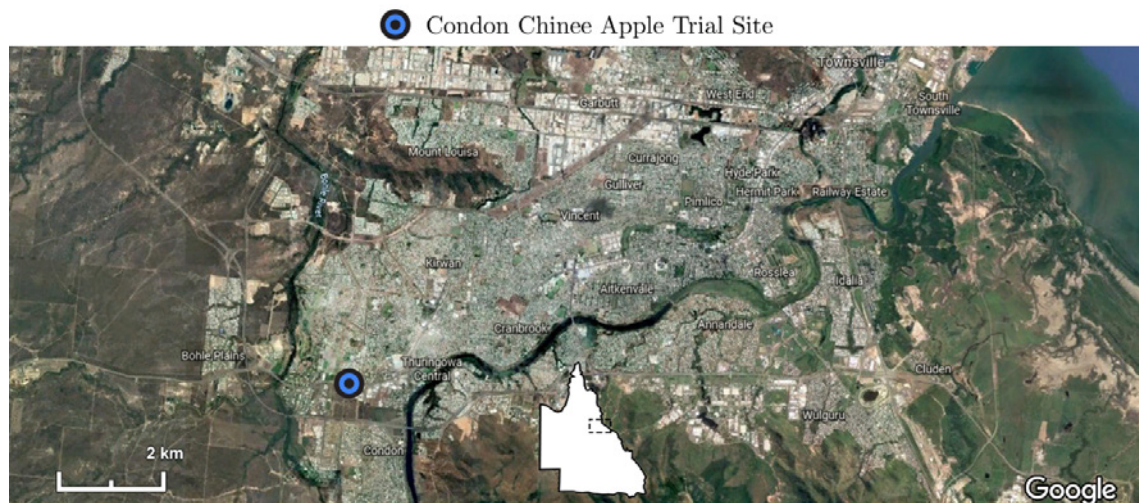 Condon Chinee Apple Trial Site
Townsville
West End
South
Townsville
Garbutt
Mount Louisa
Currajong
Hyde Park
Gulliver
Hermit Park
Railway Estate
Pimlico
Vincent
Bohle River
Kirwan
Rosslea
Idalia
Aitkenvale
Cranbrook
Annandale
Bohle Plains
Thuringowa
Central
Cluden
Wulguru
Condon
2 km
Google